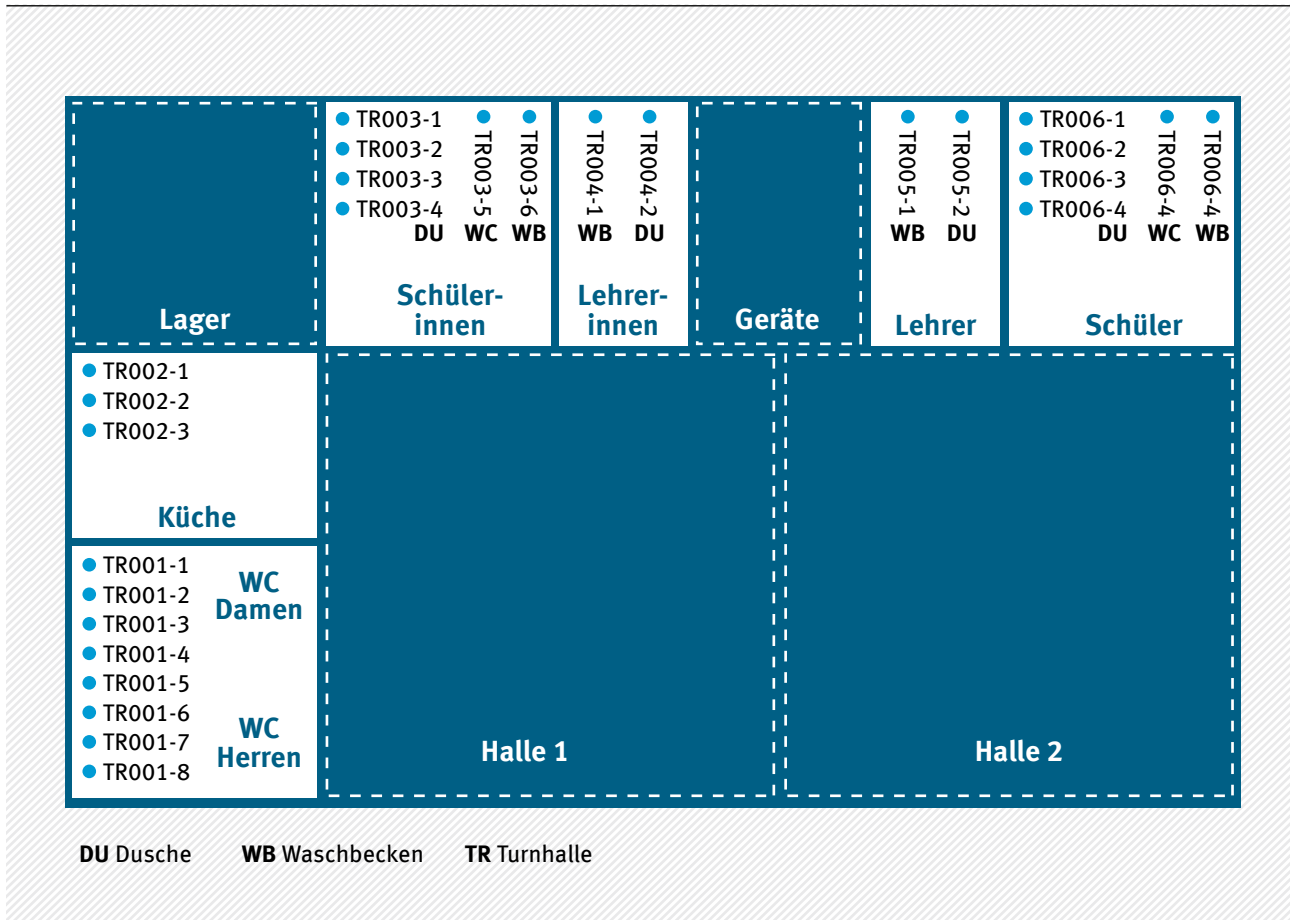 TR003-1
TR003-2
TR003-3
TR003-4
DU
TR003-5
WC
TR003-6
WB
Schüler-
innen
TR004-1
WB
TR004-2
DU
Lehrer-
innen
TR005-1
WB
TR005-2
DU
Lehrer
TR006-1
TR006-2
TR006-3
TR006-4
DU
TR006-4
WC
TR006-4
WB
Schüler
Lager
Geräte
TR002-1
TR002-2
TR002-3
Küche
TR001-1
TR001-2
TR001-3
TR001-4
TR001-5
TR001-6
TR001-7
TR001-8
WC
Damen
WC
Herren
Halle 1
Halle 2
DU Dusche WB Waschbecken TR Turnhalle